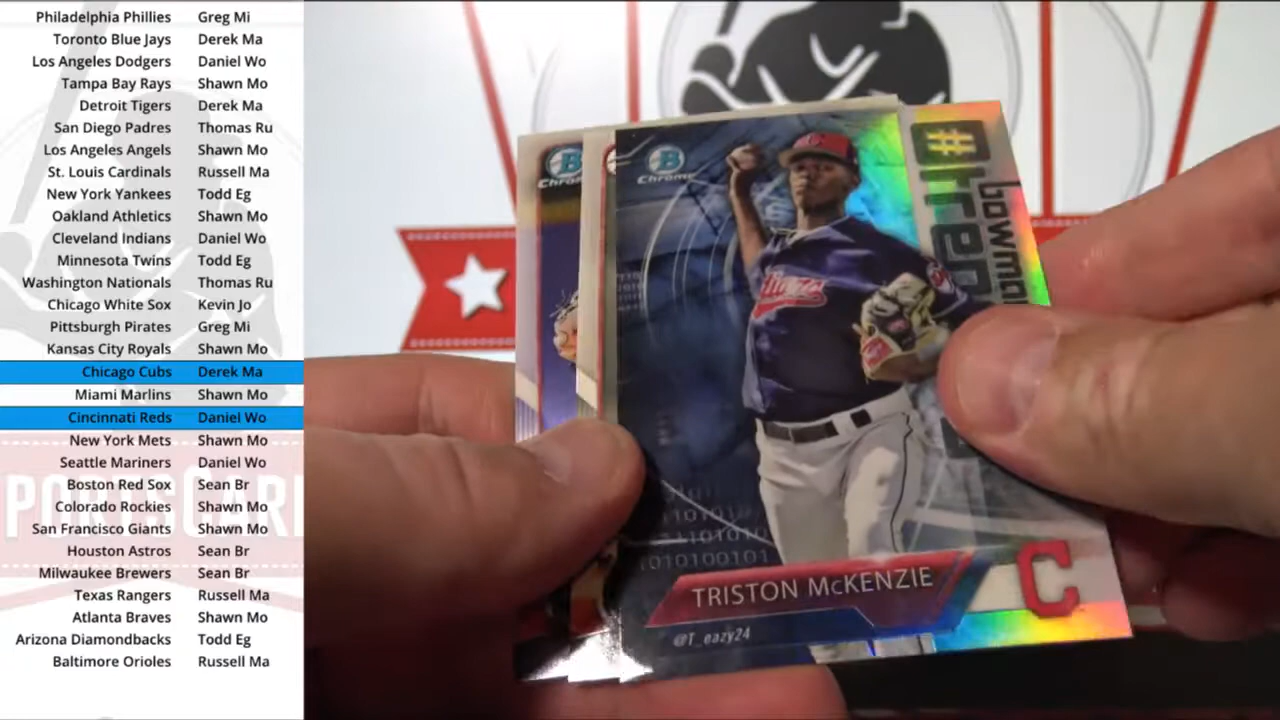 Philadelphia Phillies Greg Mi
Toronto Blue Jays Derek Ma
Los Angeles Dodgers Daniel Wo
Tampa Bay Rays Shawn Mo
Detroit Tigers Derek Ma
San Diego Padres Thomas Ru
Los Angeles Angels Shawn Mo
St. Louis Cardinals Russell Ma
New York Yankees Todd Eg
Oakland Athletics Shawn Mo
Cleveland Indians Daniel Wo
Minnesota Twins Todd Eg
Washington Nationals Thomas Ru
Chicago White Sox Kevin Jo
Pittsburgh Pirates Greg Mi
Kansas City Royals Shawn Mo
Chicago Cubs Derek Ma
Miami Marlins Shawn Mo
Cincinnati Reds Daniel Wo
New York Mets Shawn Mo
Seattle Mariners Daniel Wo
Boston Red Sox Sean Br
Colorado Rockies Shawn Mo
San Francisco Giants Shawn Mo
Houston Astros Sean Br
Milwaukee Brewers Sean Br
Texas Rangers Russell Ma
Atlanta Braves Shawn Mo
Arizona Diamondbacks Todd Eg
Baltimore Orioles Russell Ma
PORTSCAR
B
Chrom
B
Chrome
bowma
#
Indians
11010
11010101
010100101
TRISTON McKENZIE
C
@T_eazy24